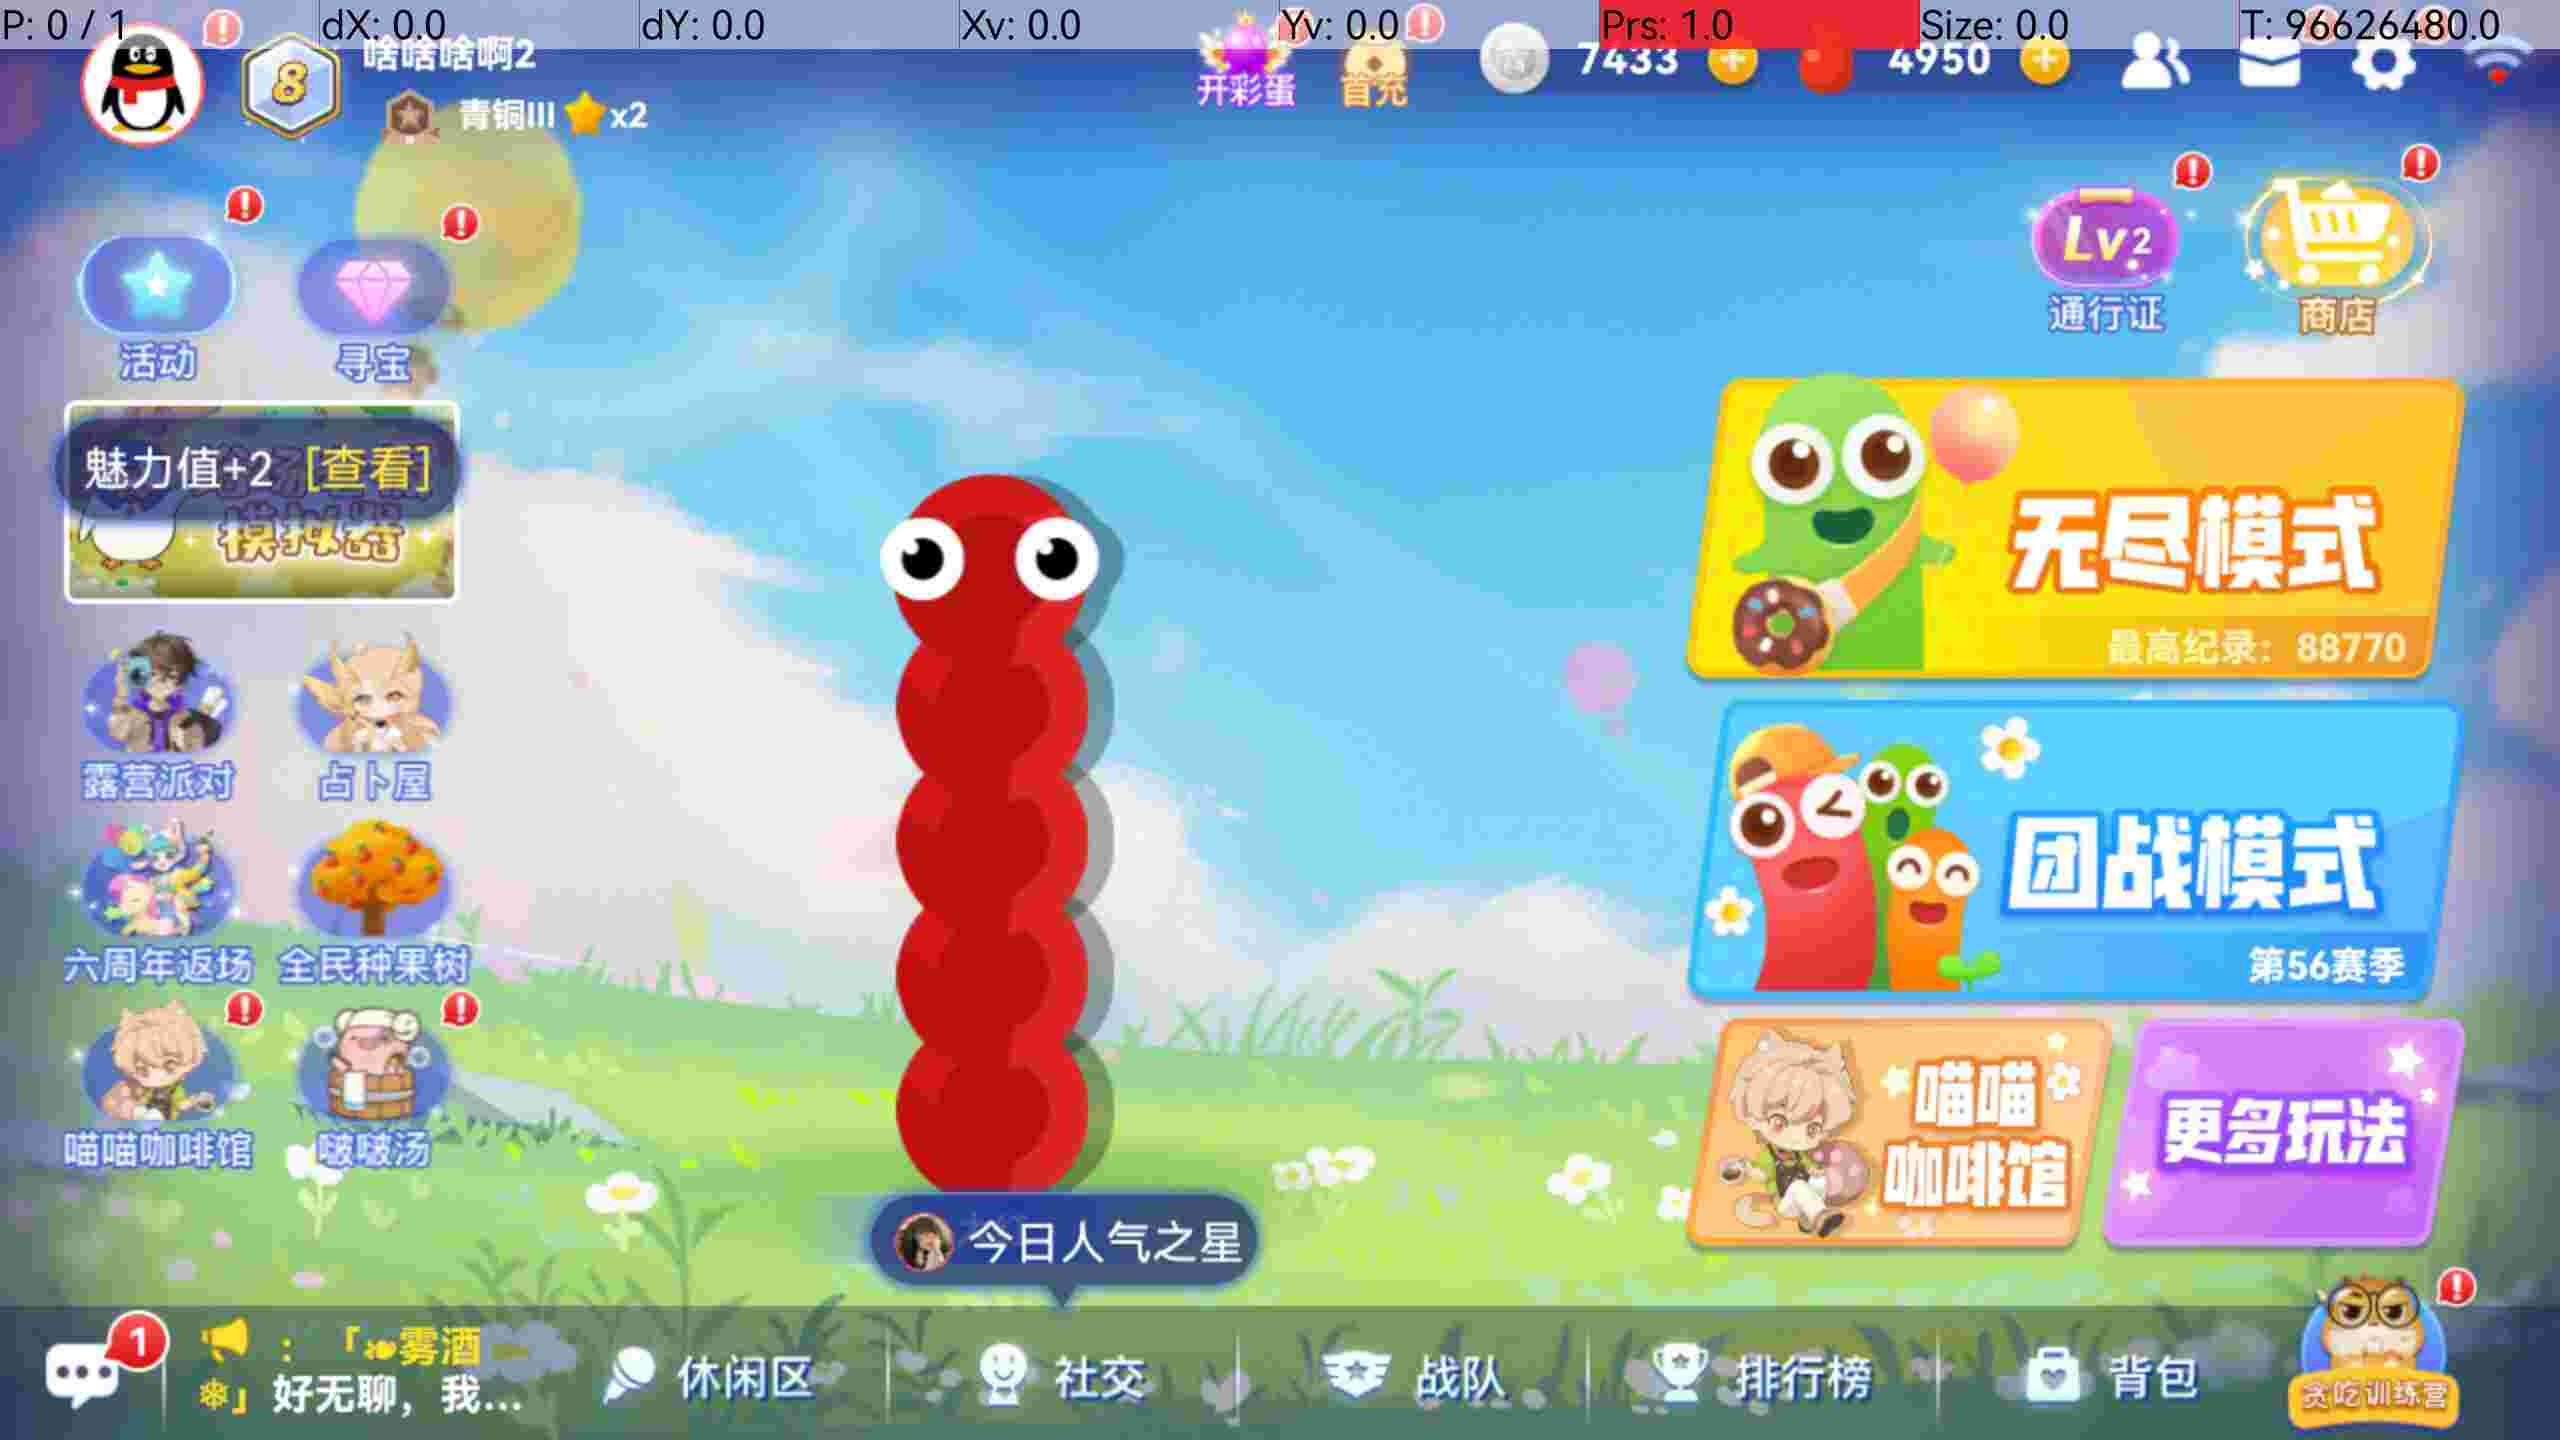 P: 0 / 1
dX: 0.0
dY: 0.0
Xv: 0.0
Yv: 0.0
Prs: 1.0
Size: 0.0
T: 96626480.0
8
啥啥啥啊2
青铜III
x2
开彩蛋
首充
7433
4950
活动
寻宝
Lv2
通行证
商店
魅力值+2 [查看]
模拟器
无尽模式
最高纪录: 88770
露营派对
占卜屋
团战模式
第56赛季
六周年返场
全民种果树
喵喵咖啡馆
啵啵汤
喵喵
咖啡馆
更多玩法
今日人气之星
1
: 「雾酒
」 好无聊，我...
休闲区
社交
战队
排行榜
背包
贪吃训练营